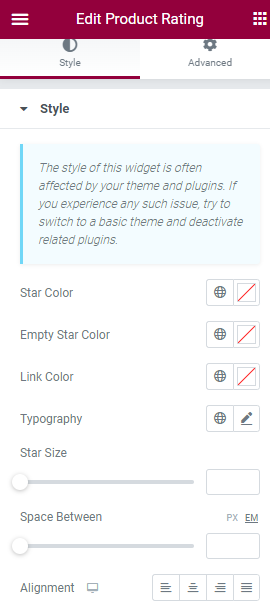 Edit Product Rating
Style
Advanced
Style
The style of this widget is often
affected by your theme and plugins. If
you experience any such issue, try to
switch to a basic theme and deactivate
related plugins.
Star Color
Empty Star Color
Link Color
Typography
Star Size
Space Between PX EM
Alignment